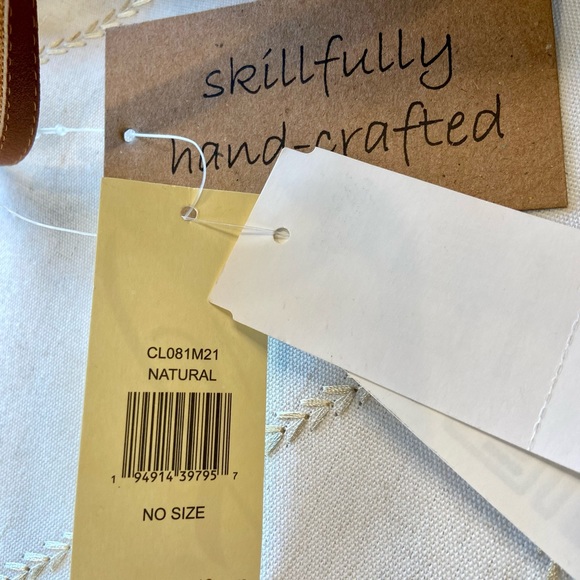 skillfully
hand-crafted
CL081M21
NATURAL
1 94914 39795 7
NO SIZE